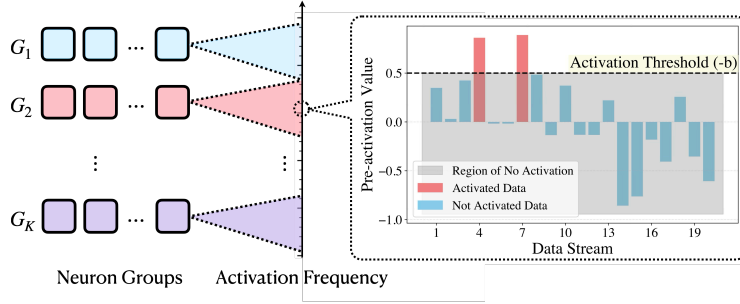 G1
...
G2
...
⋮
⋮
GK
...
Neuron Groups
Activation Frequency
Pre-activation Value
0.5
0.0
−0.5
−1.0
Activation Threshold (-b)
Region of No Activation
Activated Data
Not Activated Data
1 4 7 10 13 16 19
Data Stream